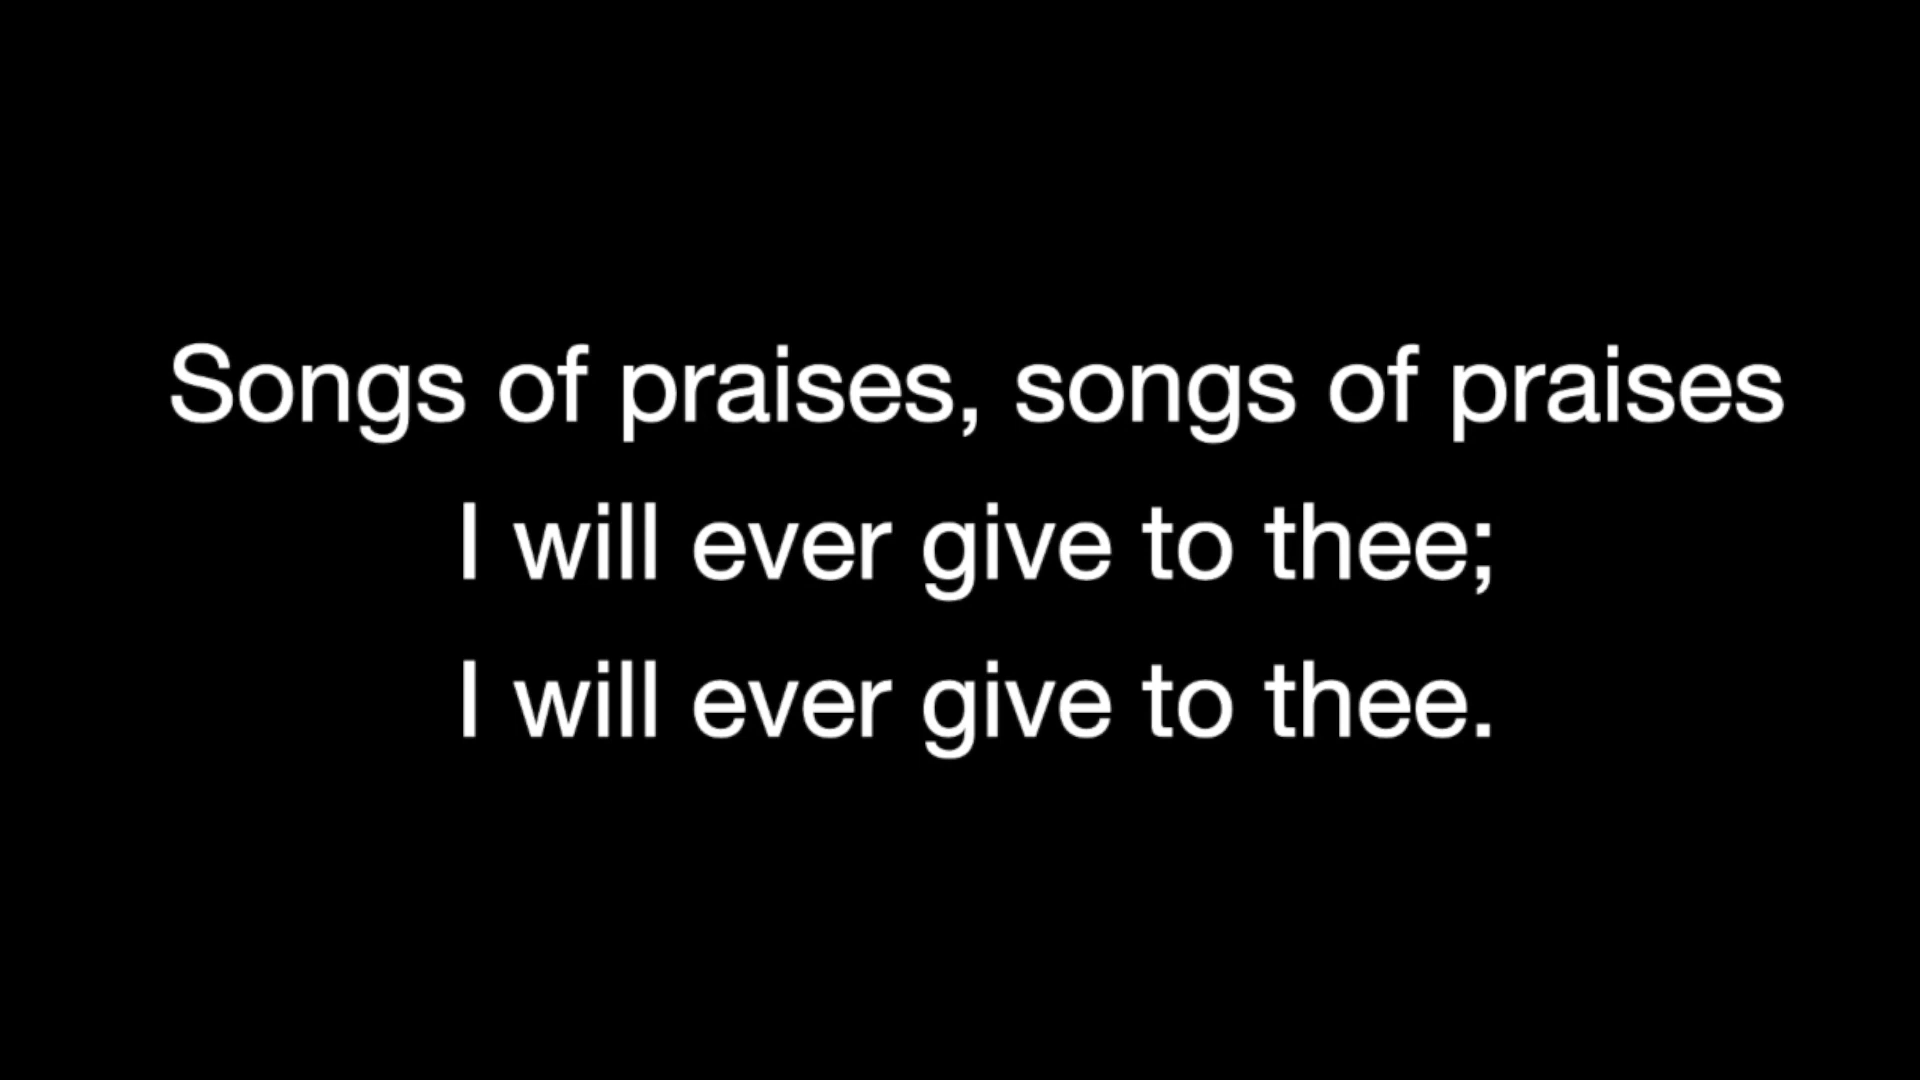 Songs of praises, songs of praises
I will ever give to thee;
I will ever give to thee.